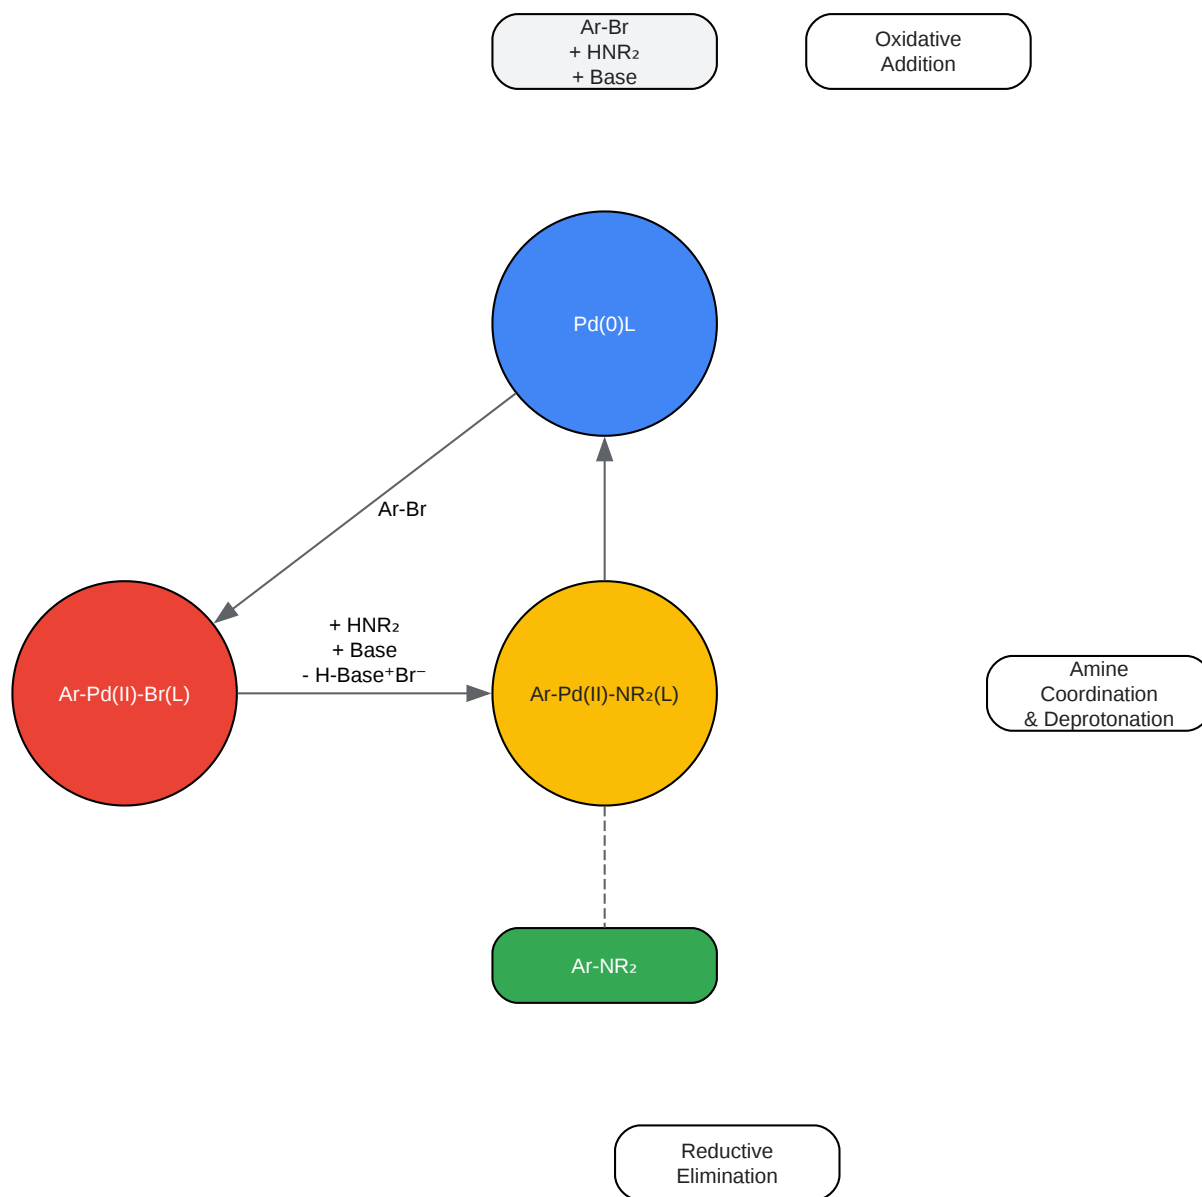 Ar-Br
+ HNR₂
+ Base
Oxidative
Addition
Pd(0)L
Ar-Br
+ HNR₂
+ Base
- H-Base⁺Br⁻
Ar-Pd(II)-Br(L)
Ar-Pd(II)-NR₂(L)
Amine
Coordination
& Deprotonation
Ar-NR₂
Reductive
Elimination